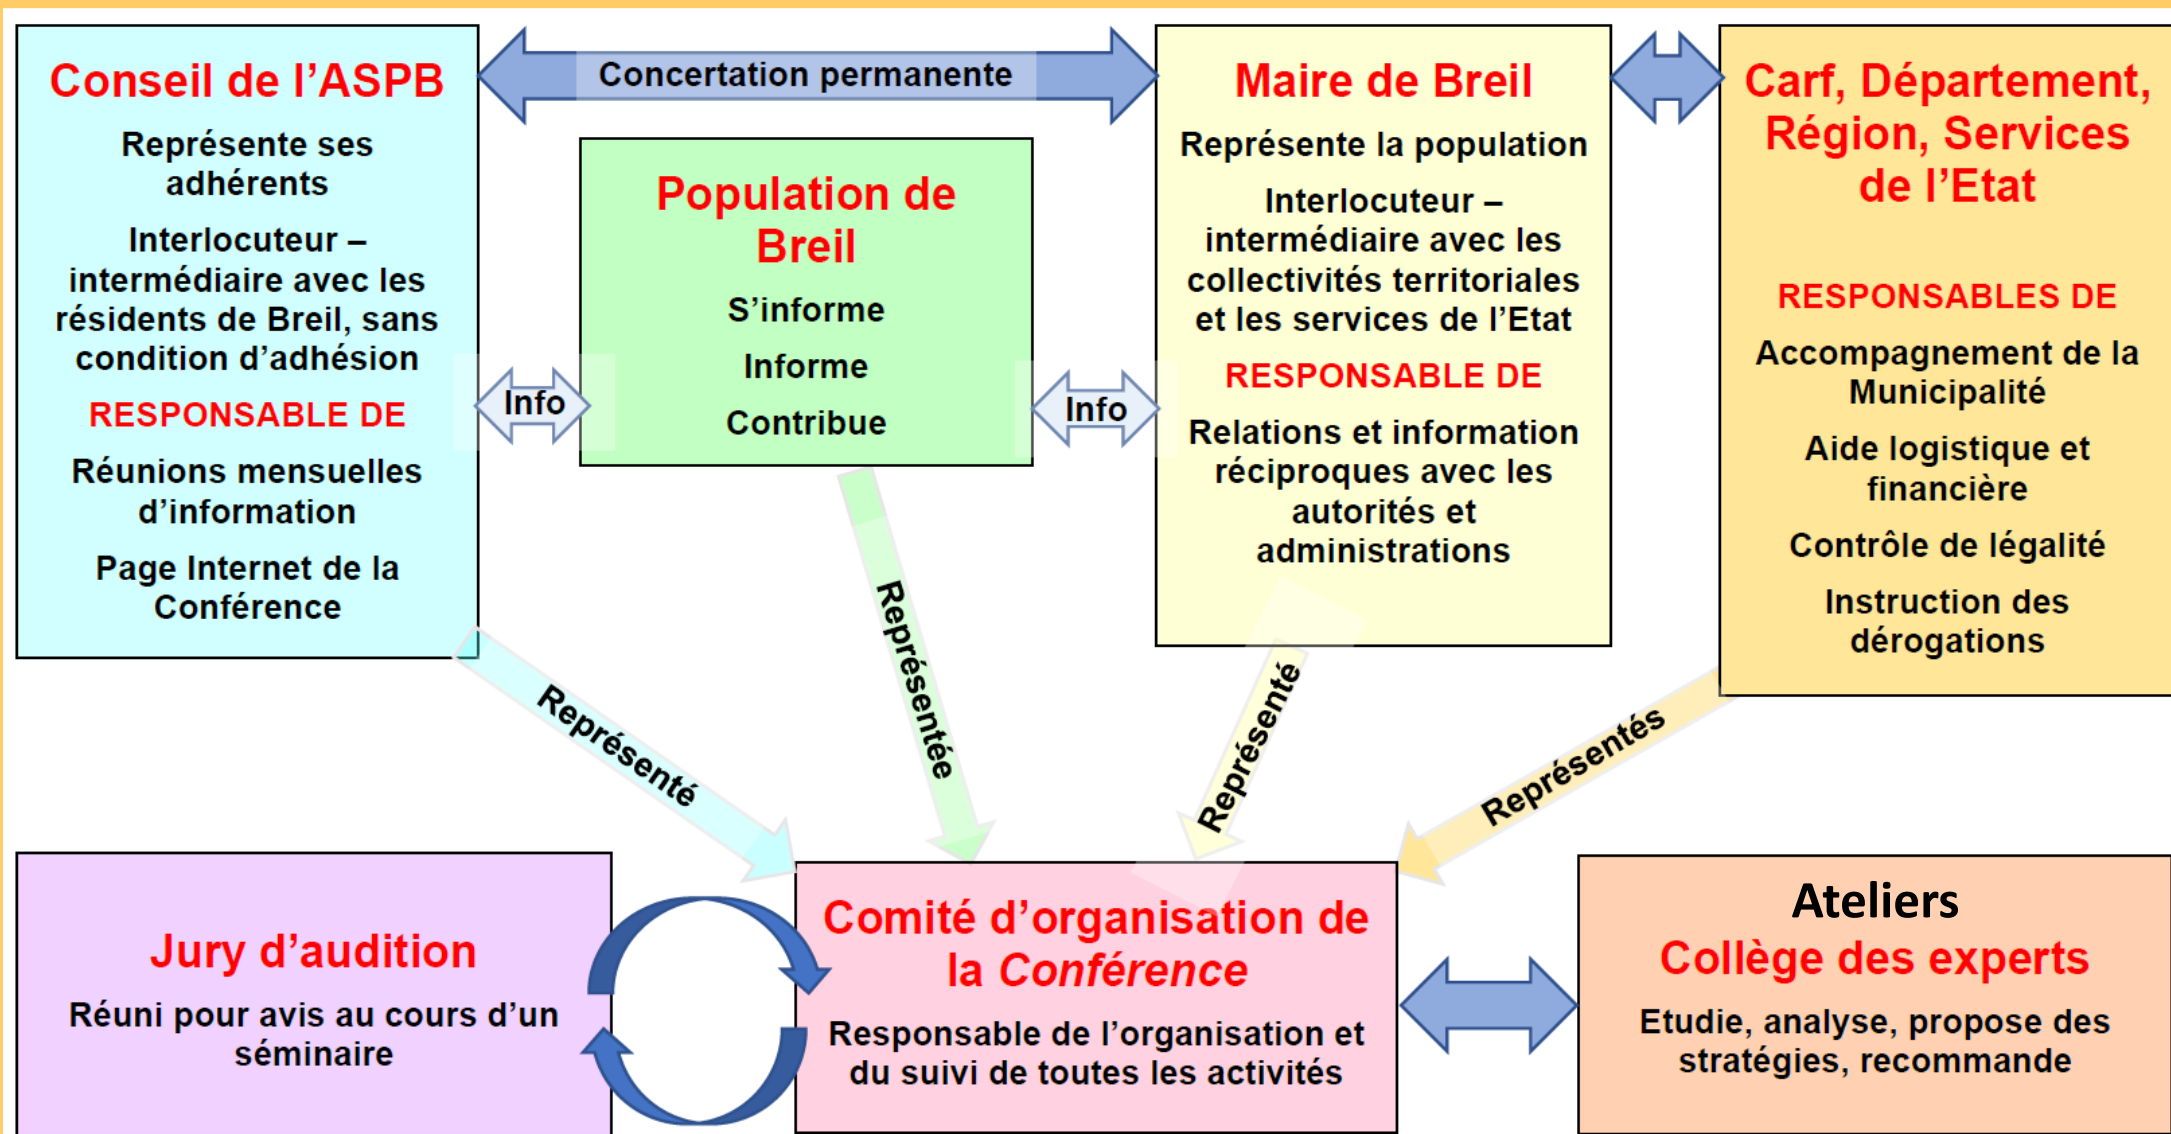 Conseil de l’ASPB
Représente ses
adhérents
Interlocuteur –
intermédiaire avec les
résidents de Breil, sans
condition d’adhésion
RESPONSABLE DE
Réunions mensuelles
d’information
Page Internet de la
Conférence
Concertation permanente
Population de
Breil
S’informe
Informe
Contribue
Info
Info
Maire de Breil
Représente la population
Interlocuteur –
intermédiaire avec les
collectivités territoriales
et les services de l’Etat
RESPONSABLE DE
Relations et information
réciproques avec les
autorités et
administrations
Carf, Département,
Région, Services
de l’Etat
RESPONSABLES DE
Accompagnement de la
Municipalité
Aide logistique et
financière
Contrôle de légalité
Instruction des
dérogations
Représenté
Représentée
Représenté
Représentés
Jury d’audition
Réuni pour avis au cours d’un
séminaire
Comité d’organisation de
la Conférence
Responsable de l’organisation et
du suivi de toutes les activités
Ateliers
Collège des experts
Etudie, analyse, propose des
stratégies, recommande